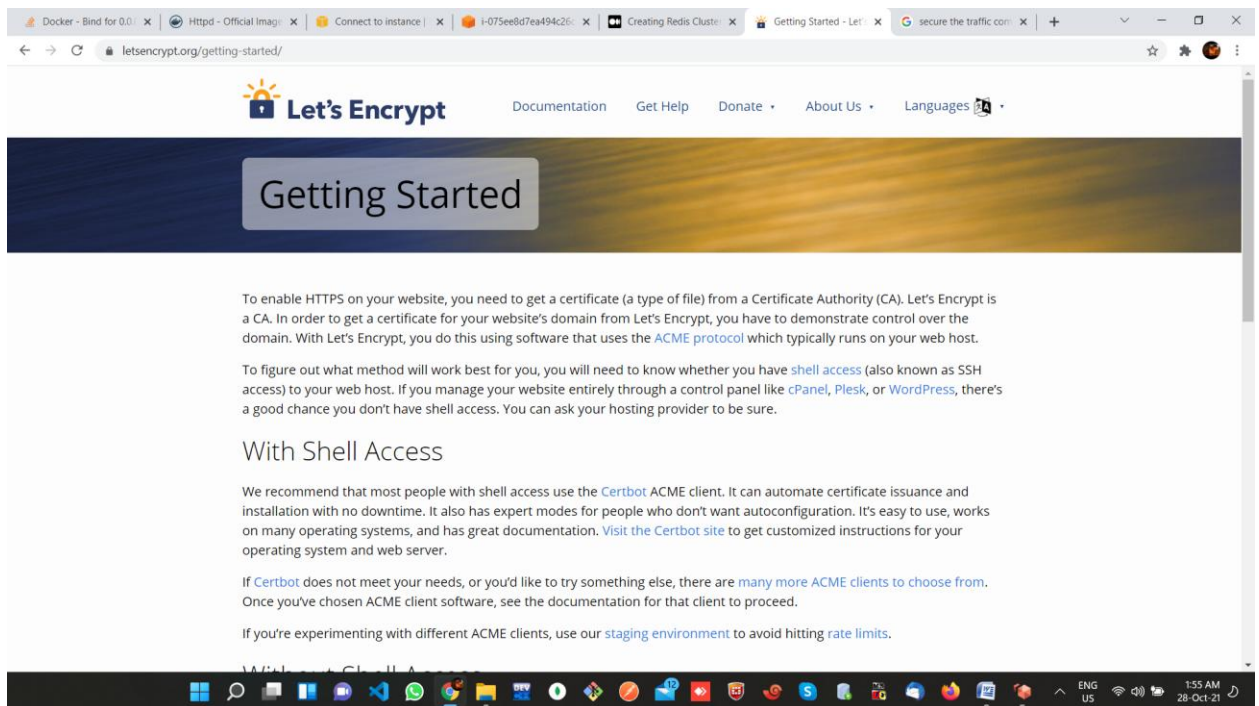 Docker - Bind for 0.0.
Httpd - Official Image
Connect to instance |
i-075ee8d7ea494c26c
Creating Redis Cluster
Getting Started - Let's
secure the traffic com
letsencrypt.org/getting-started/
Let's Encrypt
Documentation Get Help Donate About Us Languages
Getting Started
To enable HTTPS on your website, you need to get a certificate (a type of file) from a Certificate Authority (CA). Let's Encrypt is
a CA. In order to get a certificate for your website's domain from Let's Encrypt, you have to demonstrate control over the
domain. With Let's Encrypt, you do this using software that uses the ACME protocol which typically runs on your web host.
To figure out what method will work best for you, you will need to know whether you have shell access (also known as SSH
access) to your web host. If you manage your website entirely through a control panel like cPanel, Plesk, or WordPress, there's
a good chance you don't have shell access. You can ask your hosting provider to be sure.
With Shell Access
We recommend that most people with shell access use the Certbot ACME client. It can automate certificate issuance and
installation with no downtime. It also has expert modes for people who don't want autoconfiguration. It's easy to use, works
on many operating systems, and has great documentation. Visit the Certbot site to get customized instructions for your
operating system and web server.
If Certbot does not meet your needs, or you'd like to try something else, there are many more ACME clients to choose from.
Once you've chosen ACME client software, see the documentation for that client to proceed.
If you're experimenting with different ACME clients, use our staging environment to avoid hitting rate limits.
Without Shell Access
DEV
12
ENG
US
1:55 AM
28-Oct-21